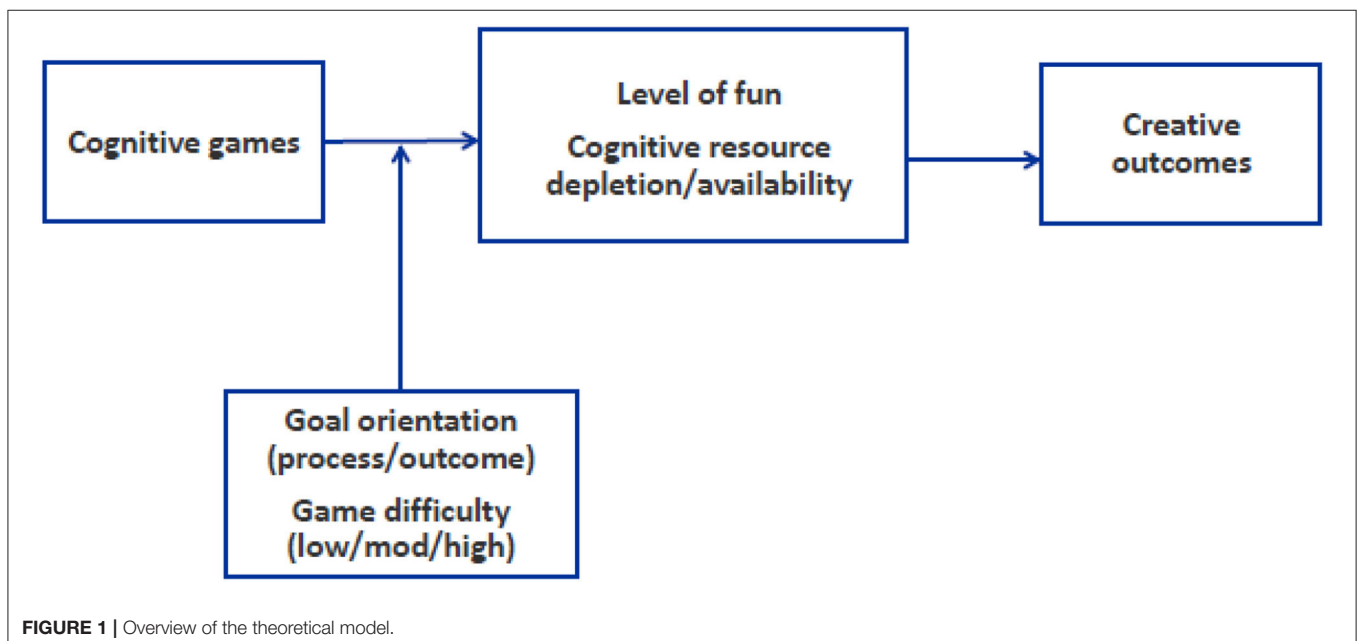 Cognitive games
Level of fun
Cognitive resource
depletion/availability
Creative
outcomes
Goal orientation
(process/outcome)
Game difficulty
(low/mod/high)
FIGURE 1 | Overview of the theoretical model.